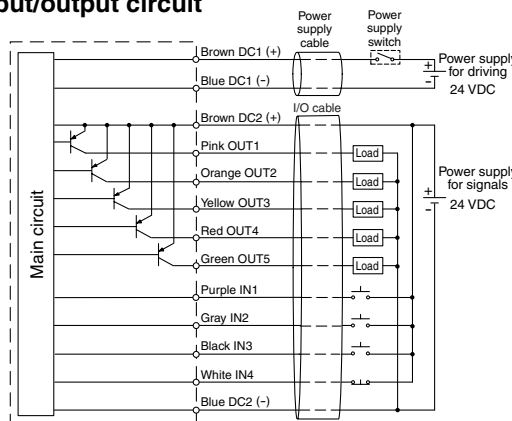 put/output circuit
Power supply cable
Power supply switch
Brown DC1 (+)
Blue DC1 (-)
+
-
Power supply
for driving
24 VDC
I/O cable
Brown DC2 (+)
Pink OUT1
Load
Orange OUT2
Load
Yellow OUT3
Load
Red OUT4
Load
Green OUT5
Load
+
-
Power supply
for signals
24 VDC
Main circuit
Purple IN1
Gray IN2
Black IN3
White IN4
Blue DC2 (-)